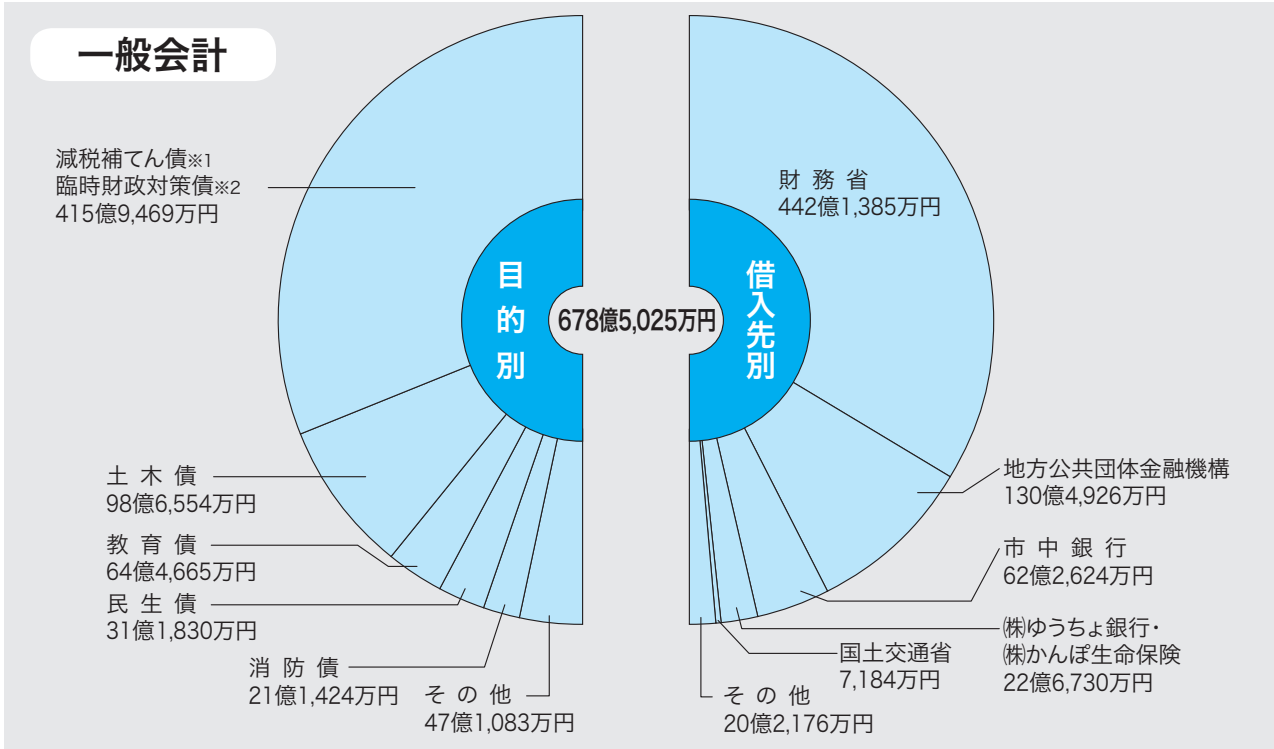 一般会計
減税補てん債※1
臨時財政対策債※2
415億9,469万円
土木債
98億6,554万円
教育債
64億4,665万円
民生債
31億1,830万円
消防債
21億1,424万円
その他
47億1,083万円
目的別
678億5,025万円
借入先別
財務省
442億1,385万円
地方公共団体金融機構
130億4,926万円
市中銀行
62億2,624万円
㈱ゆうちょ銀行・
㈱かんぽ生命保険
22億6,730万円
国土交通省
7,184万円
その他
20億2,176万円